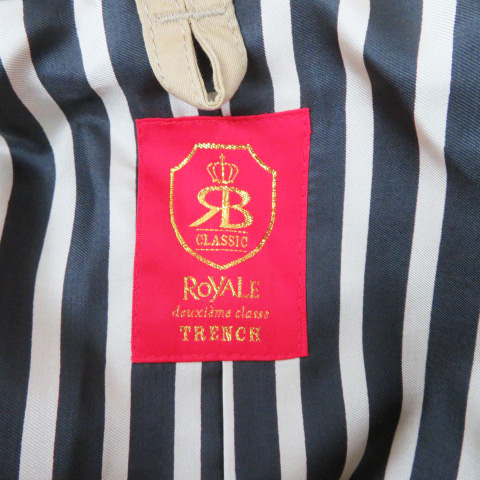 RB
CLASSIC
ROYALE
deuxième classe
TRENCH